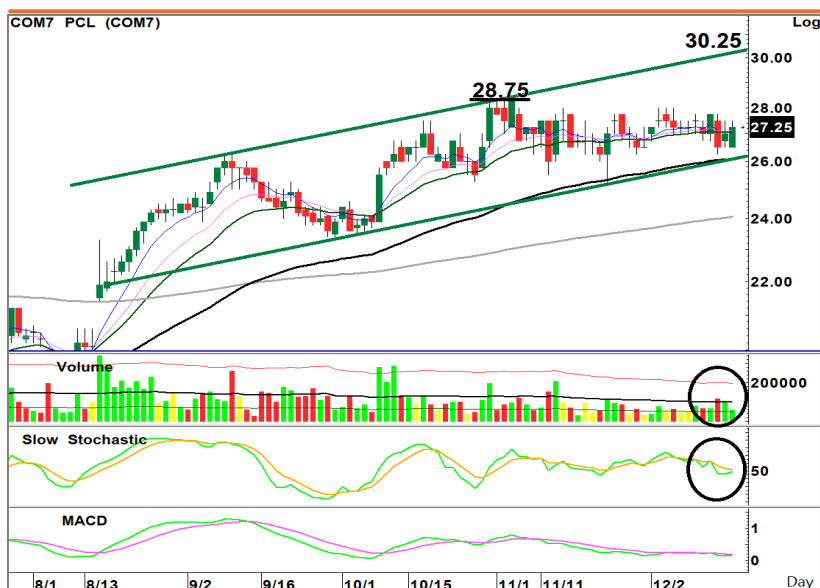 COM7 PCL (COM7)
Log
30.25
30.00
28.75
28.00
27.25
26.00
24.00
22.00
Volume
200000
Slow Stochastic
50
MACD
1
0
8/1 8/13 9/2 9/16 10/1 10/15 11/1 11/11 12/2 Day